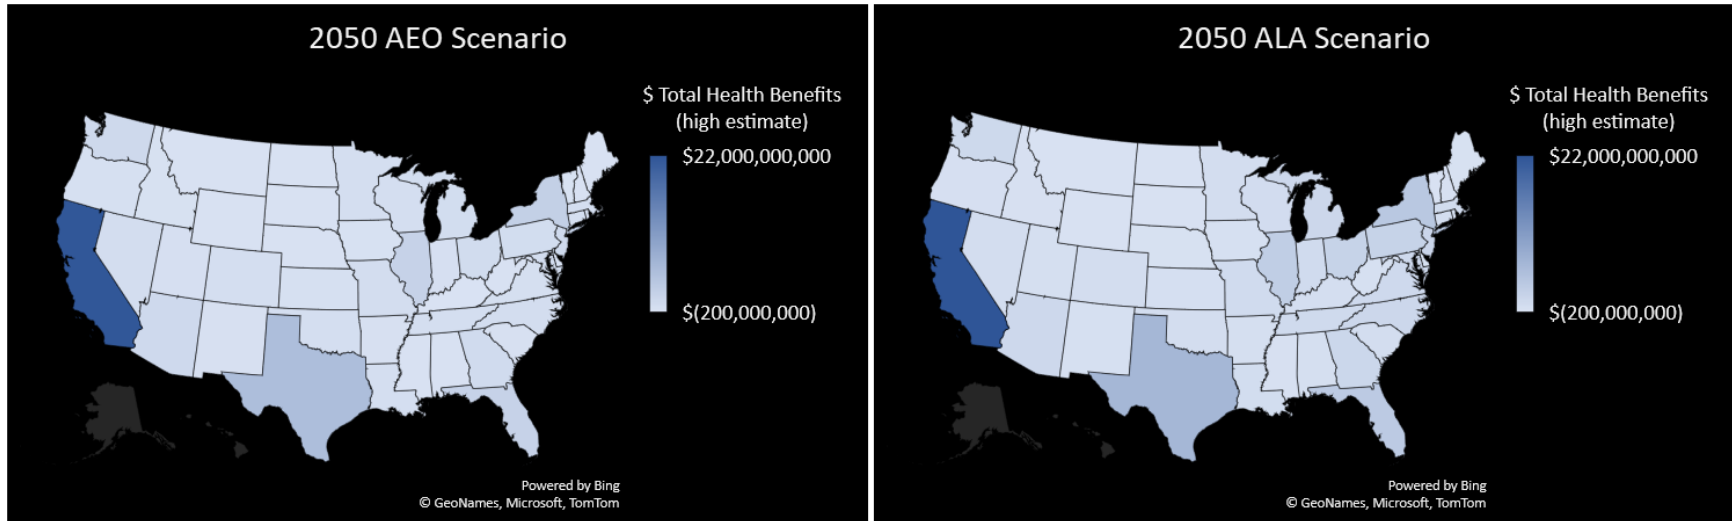 2050 AEO Scenario
$ Total Health Benefits
(high estimate)
$22,000,000,000
$(200,000,000)
Powered by Bing
© GeoNames, Microsoft, TomTom
2050 ALA Scenario
$ Total Health Benefits
(high estimate)
$22,000,000,000
$(200,000,000)
Powered by Bing
© GeoNames, Microsoft, TomTom